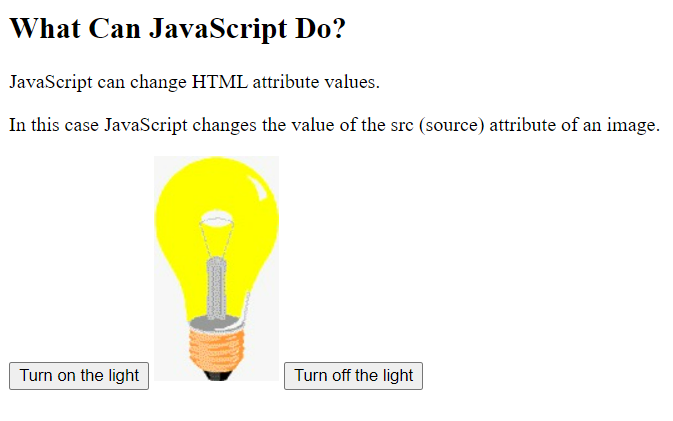 What Can JavaScript Do?
JavaScript can change HTML attribute values.
In this case JavaScript changes the value of the src (source) attribute of an image.
Turn on the light Turn off the light